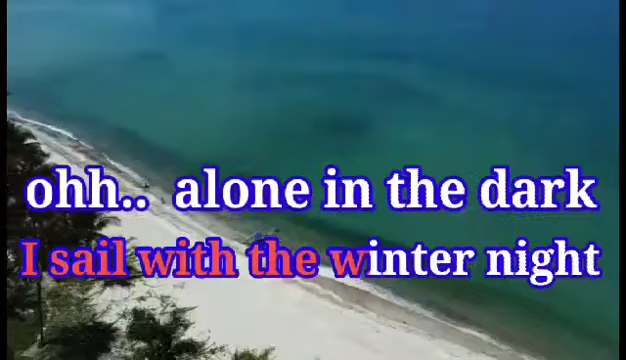 ohh.. alone in the dark
I sail with the winter night